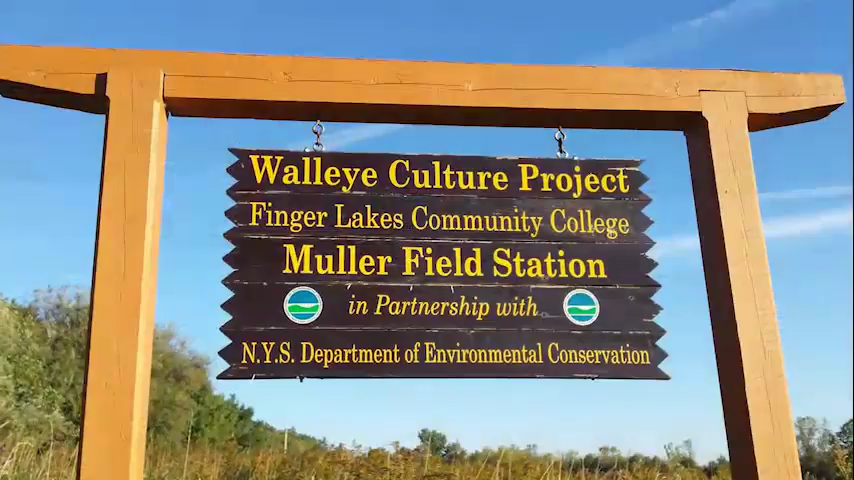 Walleye Culture Project
Finger Lakes Community College
Muller Field Station
in Partnership with
N.Y.S. Department of Environmental Conservation